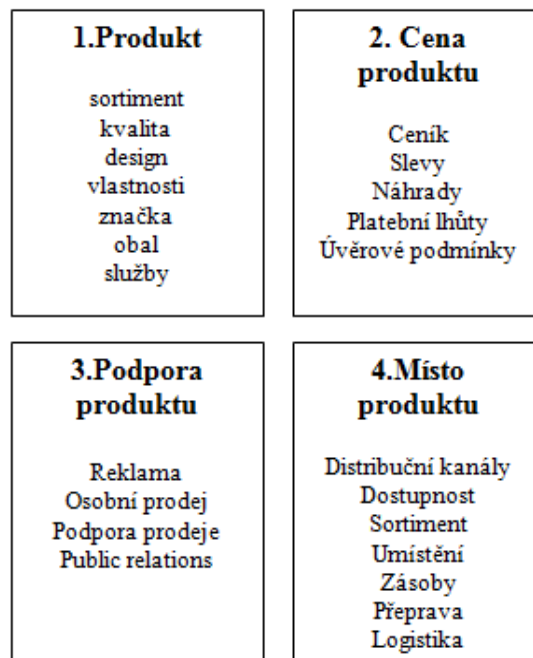 1.Produkt
sortiment
kvalita
design
vlastnosti
značka
obal
služby
2. Cena
produktu
Ceník
Slevy
Náhrady
Platební lhůty
Úvěrové podmínky
3.Podpora
produktu
Reklama
Osobní prodej
Podpora prodeje
Public relations
4.Místo
produktu
Distribuční kanály
Dostupnost
Sortiment
Umístění
Zásoby
Přeprava
Logistika